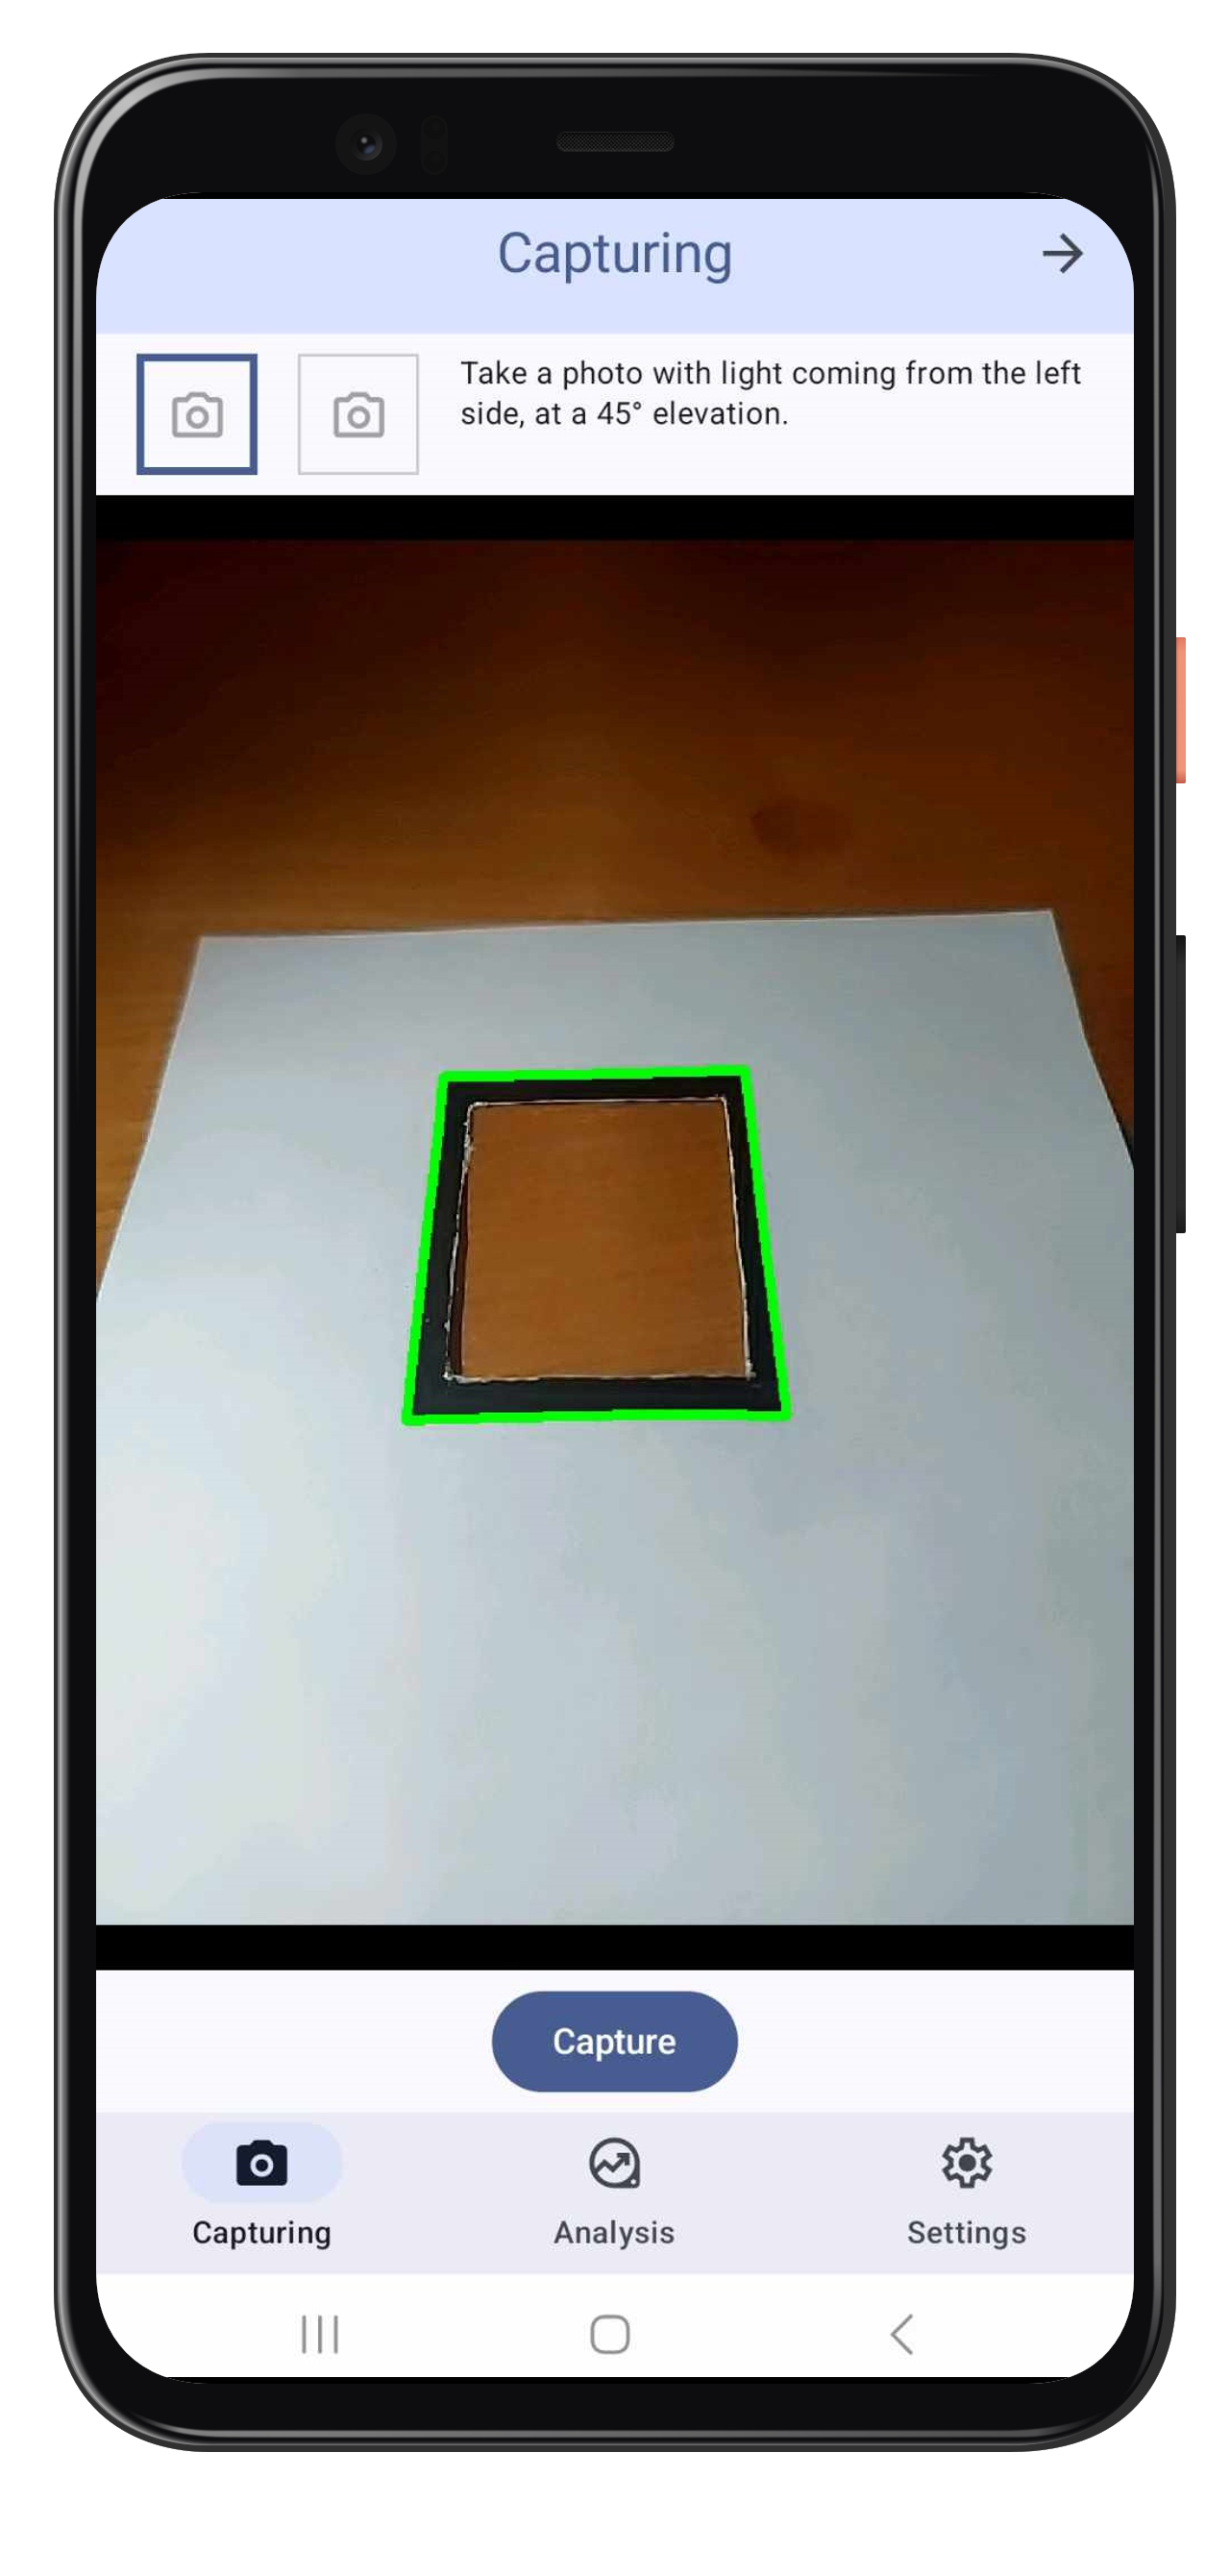 Capturing
Take a photo with light coming from the left
side, at a 45° elevation.
Capture
Capturing
Analysis
Settings